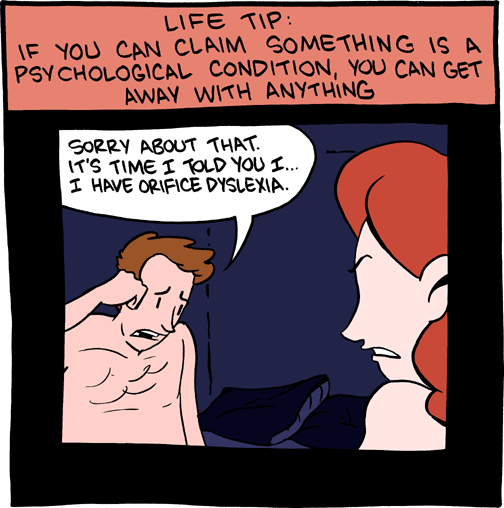 LIFE TIP:
IF YOU CAN CLAIM SOMETHING IS A
PSYCHOLOGICAL CONDITION, YOU CAN GET
AWAY WITH ANYTHING
SORRY ABOUT THAT.
IT'S TIME I TOLD YOU I...
I HAVE ORIFICE DYSLEXIA.